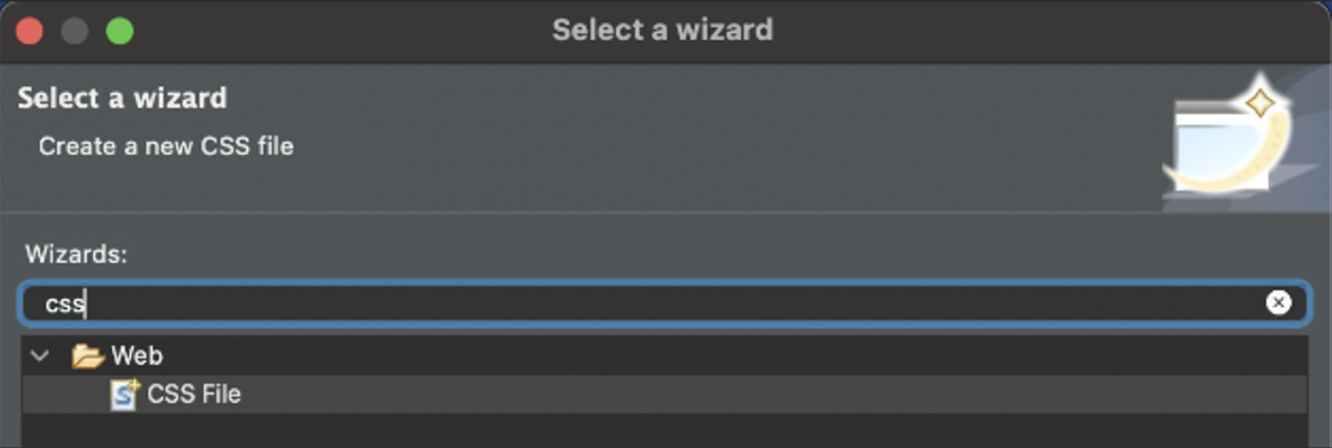 Select a wizard
Select a wizard
Create a new CSS file
Wizards:
css
Web
CSS File